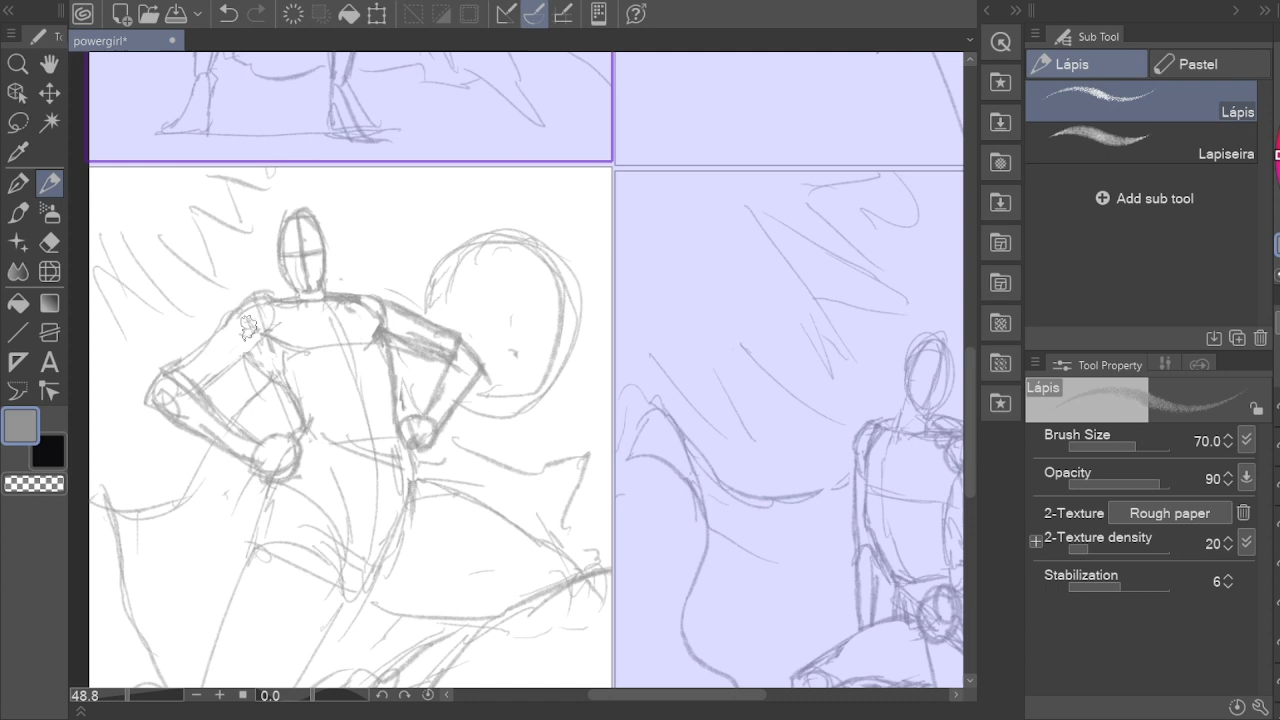 To
powergirl*
Sub Tool
Lápis
Pastel
Lápis
Lapiseira
Add sub tool
Tool Property
Lápis
Brush Size
70.0
Opacity
90
2-Texture
Rough paper
2-Texture density
20
Stabilization
6
48.8
0.0